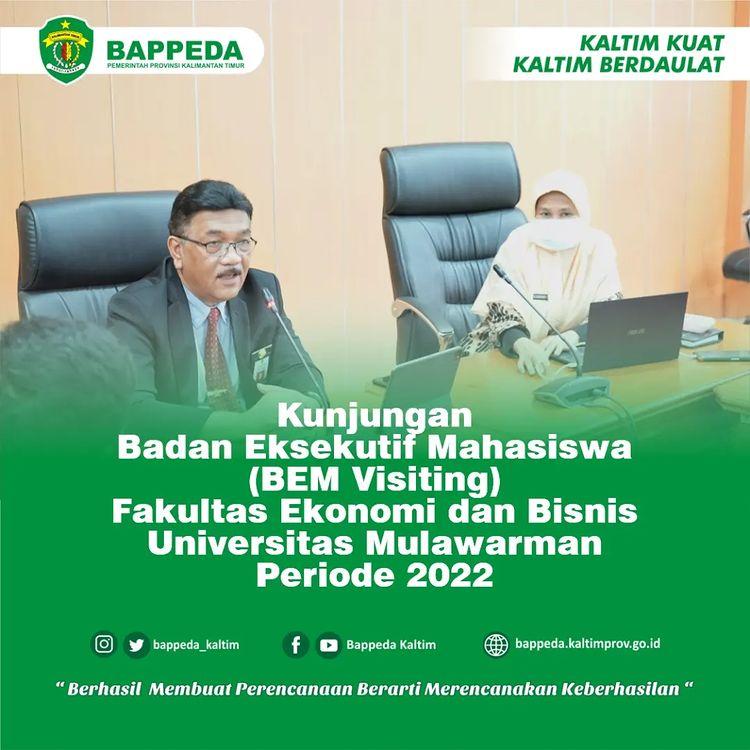 BAPPEDA
PEMERINTAH PROVINSI KALIMANTAN TIMUR
KALTIM KUAT
KALTIM BERDAULAT
Kunjungan
Badan Eksekutif Mahasiswa
(BEM Visiting)
Fakultas Ekonomi dan Bisnis
Universitas Mulawarman
Periode 2022
bappeda_kaltim
Bappeda Kaltim
bappeda.kaltimprov.go.id
“ Berhasil Membuat Perencanaan Berarti Merencanakan Keberhasilan “